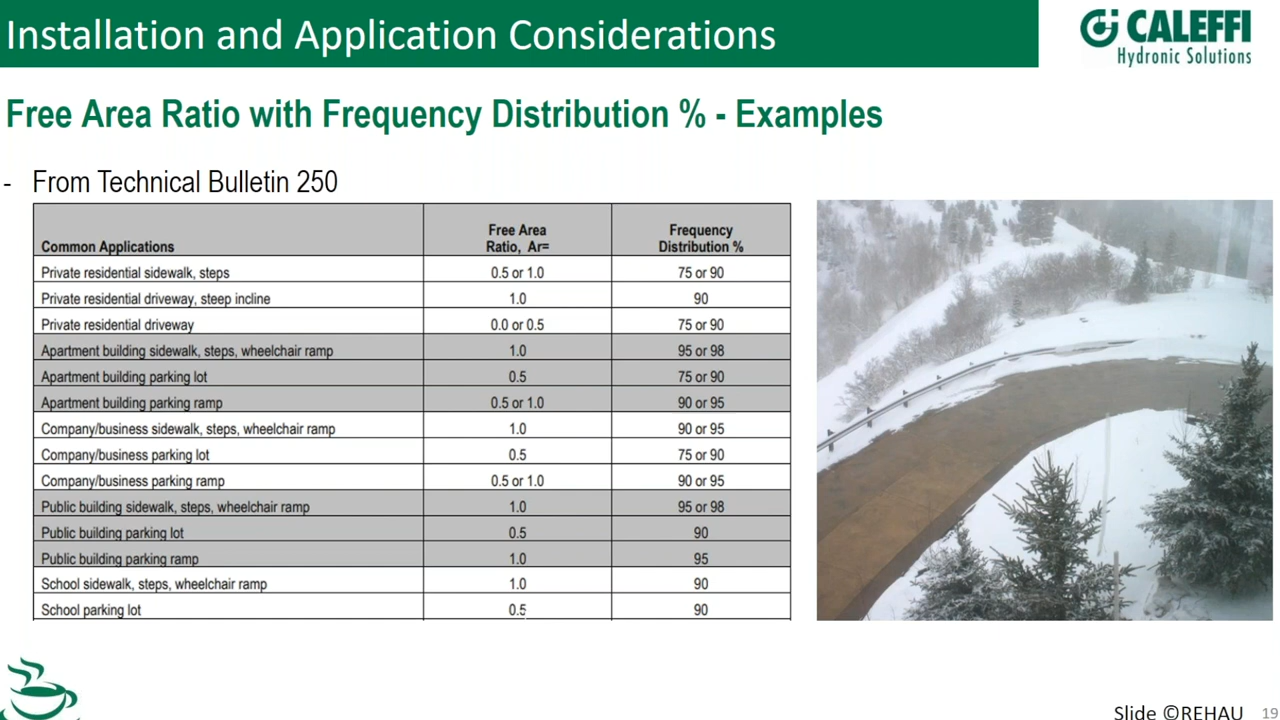 Installation and Application Considerations
CALEFFI
Hydronic Solutions
Free Area Ratio with Frequency Distribution % - Examples
- From Technical Bulletin 250
Common Applications Free Area Ratio, Ar= Frequency Distribution %
Private residential sidewalk, steps 0.5 or 1.0 75 or 90
Private residential driveway, steep incline 1.0 90
Private residential driveway 0.0 or 0.5 75 or 90
Apartment building sidewalk, steps, wheelchair ramp 1.0 95 or 98
Apartment building parking lot 0.5 75 or 90
Apartment building parking ramp 0.5 or 1.0 90 or 95
Company/business sidewalk, steps, wheelchair ramp 1.0 90 or 95
Company/business parking lot 0.5 75 or 90
Company/business parking ramp 0.5 or 1.0 90 or 95
Public building sidewalk, steps, wheelchair ramp 1.0 95 or 98
Public building parking lot 0.5 90
Public building parking ramp 1.0 95
School sidewalk, steps, wheelchair ramp 1.0 90
School parking lot 0.5 90
Slide ©REHAU 19